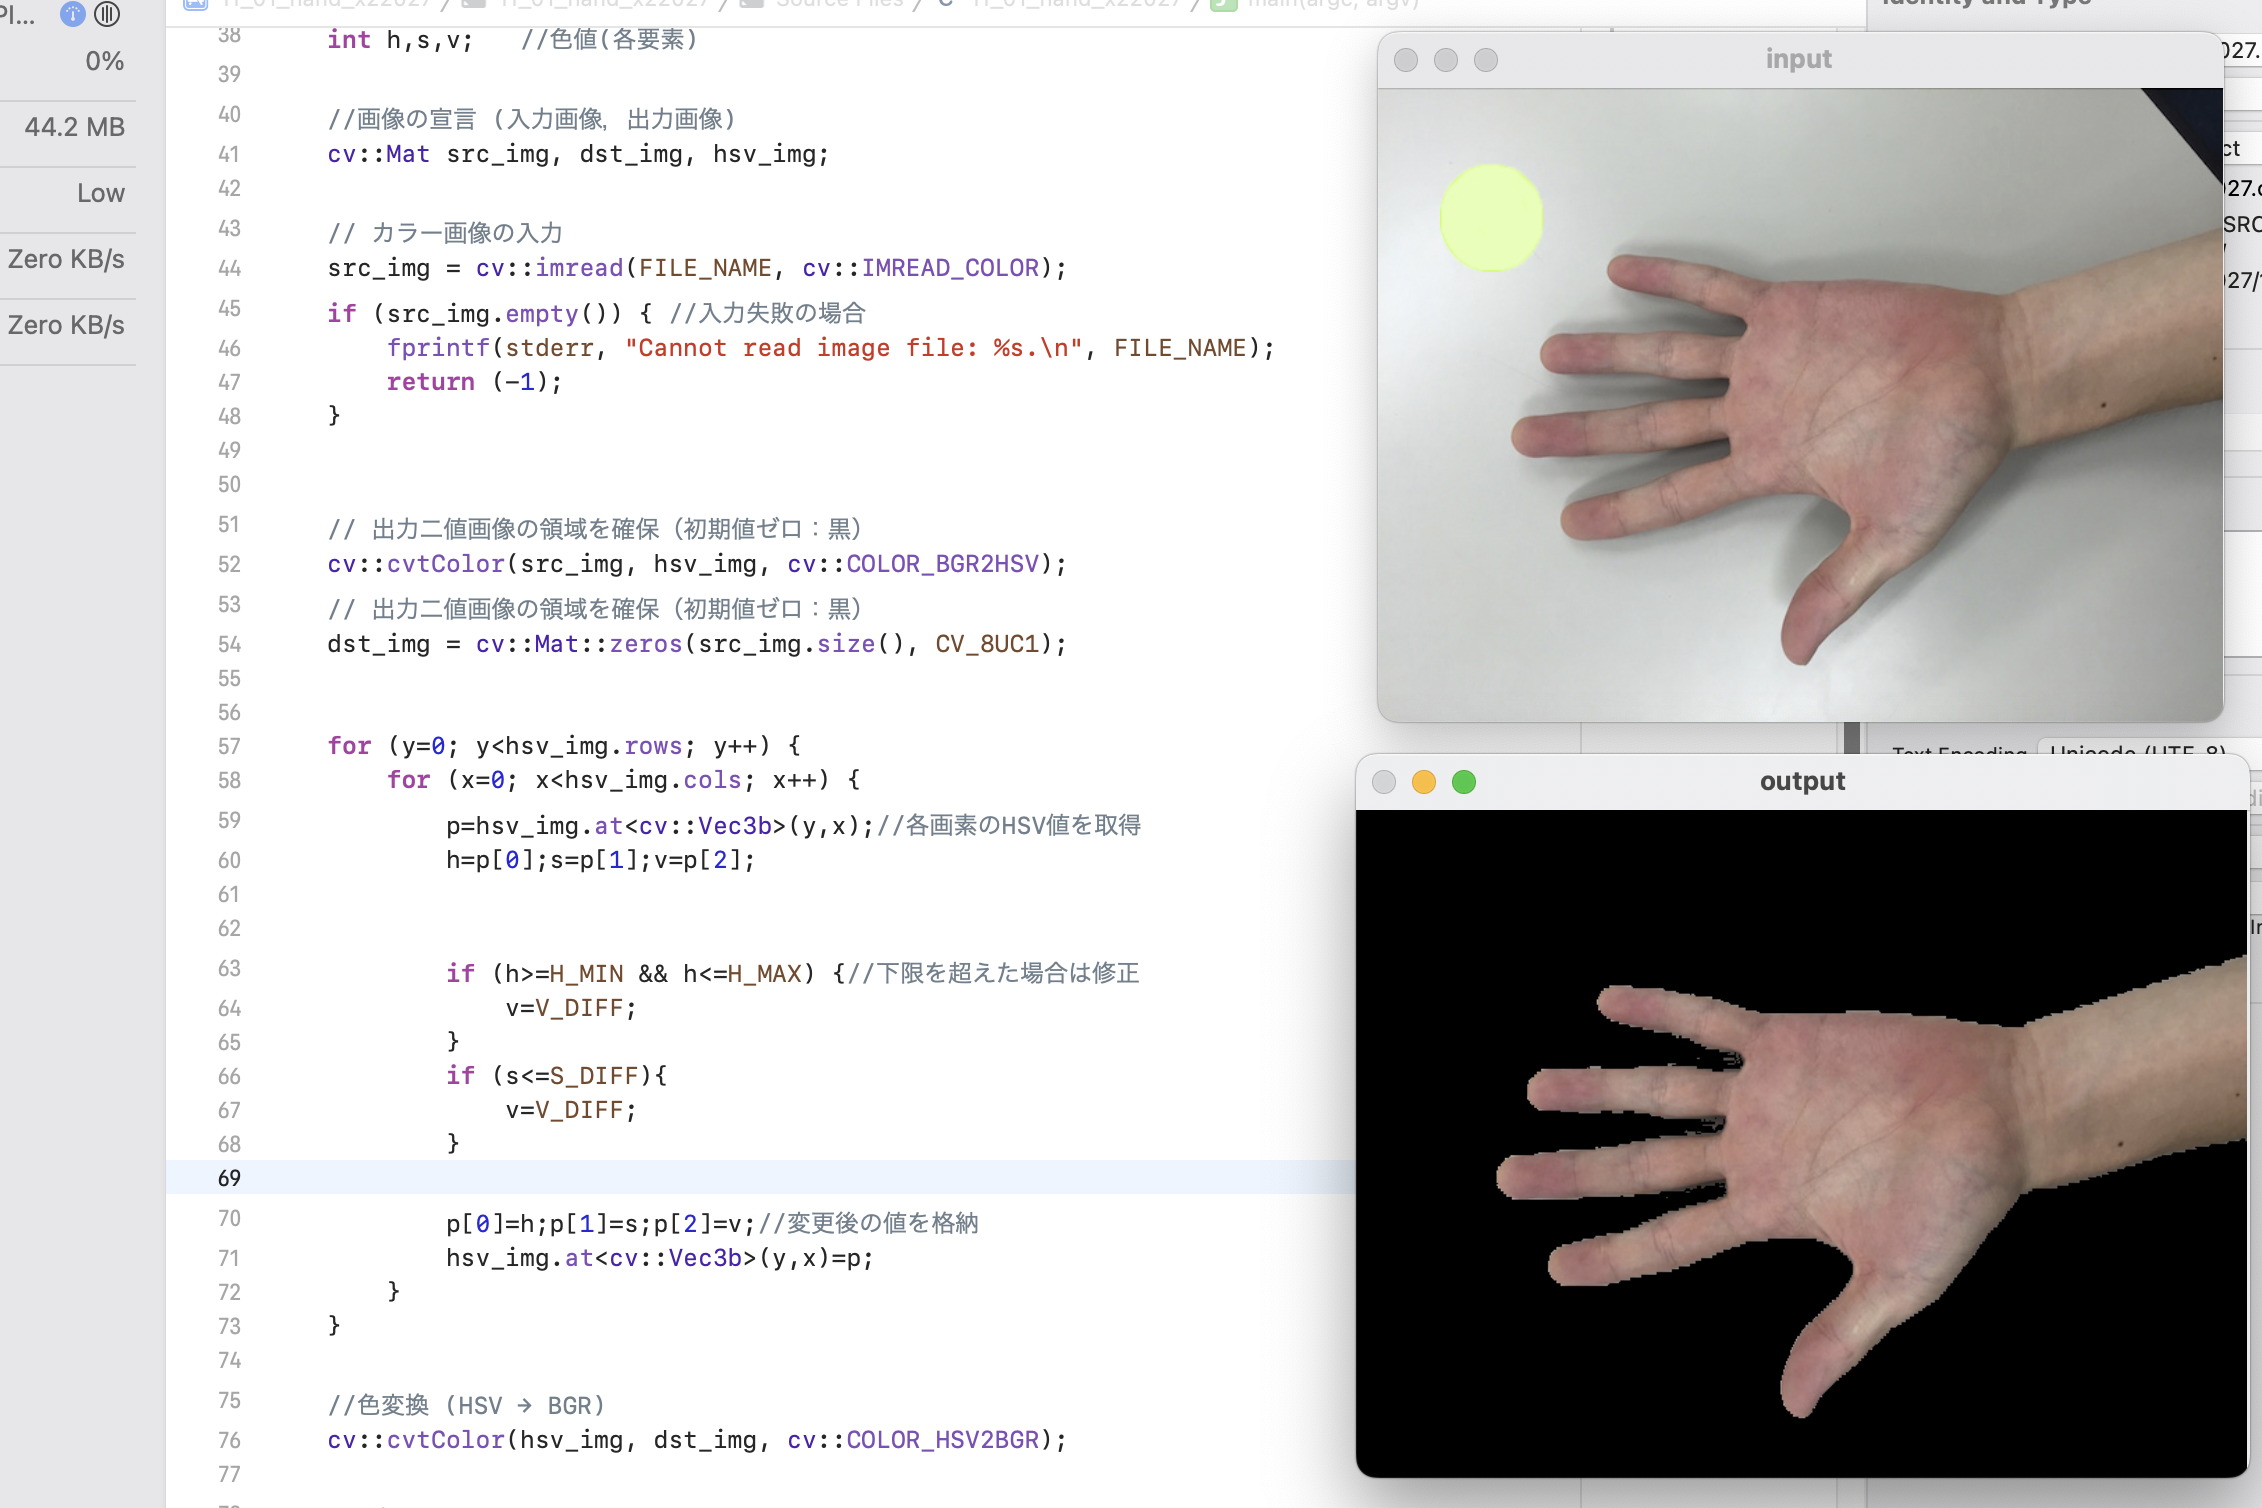 0%
44.2 MB
Low
Zero KB/s
Zero KB/s
38 int h,s,v; //色値(各要素)
39
40 //画像の宣言 (入力画像, 出力画像)
41 cv::Mat src_img, dst_img, hsv_img;
42
43 // カラー画像の入力
44 src_img = cv::imread(FILE_NAME, cv::IMREAD_COLOR);
45 if (src_img.empty()) { //入力失敗の場合
46 fprintf(stderr, "Cannot read image file: %s.\n", FILE_NAME);
47 return (-1);
48 }
49
50
51 // 出力二値画像の領域を確保 (初期値ゼロ：黒)
52 cv::cvtColor(src_img, hsv_img, cv::COLOR_BGR2HSV);
53 // 出力二値画像の領域を確保 (初期値ゼロ：黒)
54 dst_img = cv::Mat::zeros(src_img.size(), CV_8UC1);
55
56
57 for (y=0; y<hsv_img.rows; y++) {
58 for (x=0; x<hsv_img.cols; x++) {
59 p=hsv_img.at<cv::Vec3b>(y,x);//各画素のHSV値を取得
60 h=p[0];s=p[1];v=p[2];
61
62
63 if (h>=H_MIN && h<=H_MAX) {//下限を超えた場合は修正
64 v=V_DIFF;
65 }
66 if (s<=S_DIFF){
67 v=V_DIFF;
68 }
69
70 p[0]=h;p[1]=s;p[2]=v;//変更後の値を格納
71 hsv_img.at<cv::Vec3b>(y,x)=p;
72 }
73 }
74
75 //色変換 (HSV → BGR)
76 cv::cvtColor(hsv_img, dst_img, cv::COLOR_HSV2BGR);
77
input
output
Identity and Type
027.
ct
Text Encoding Unicode (UTF-8)